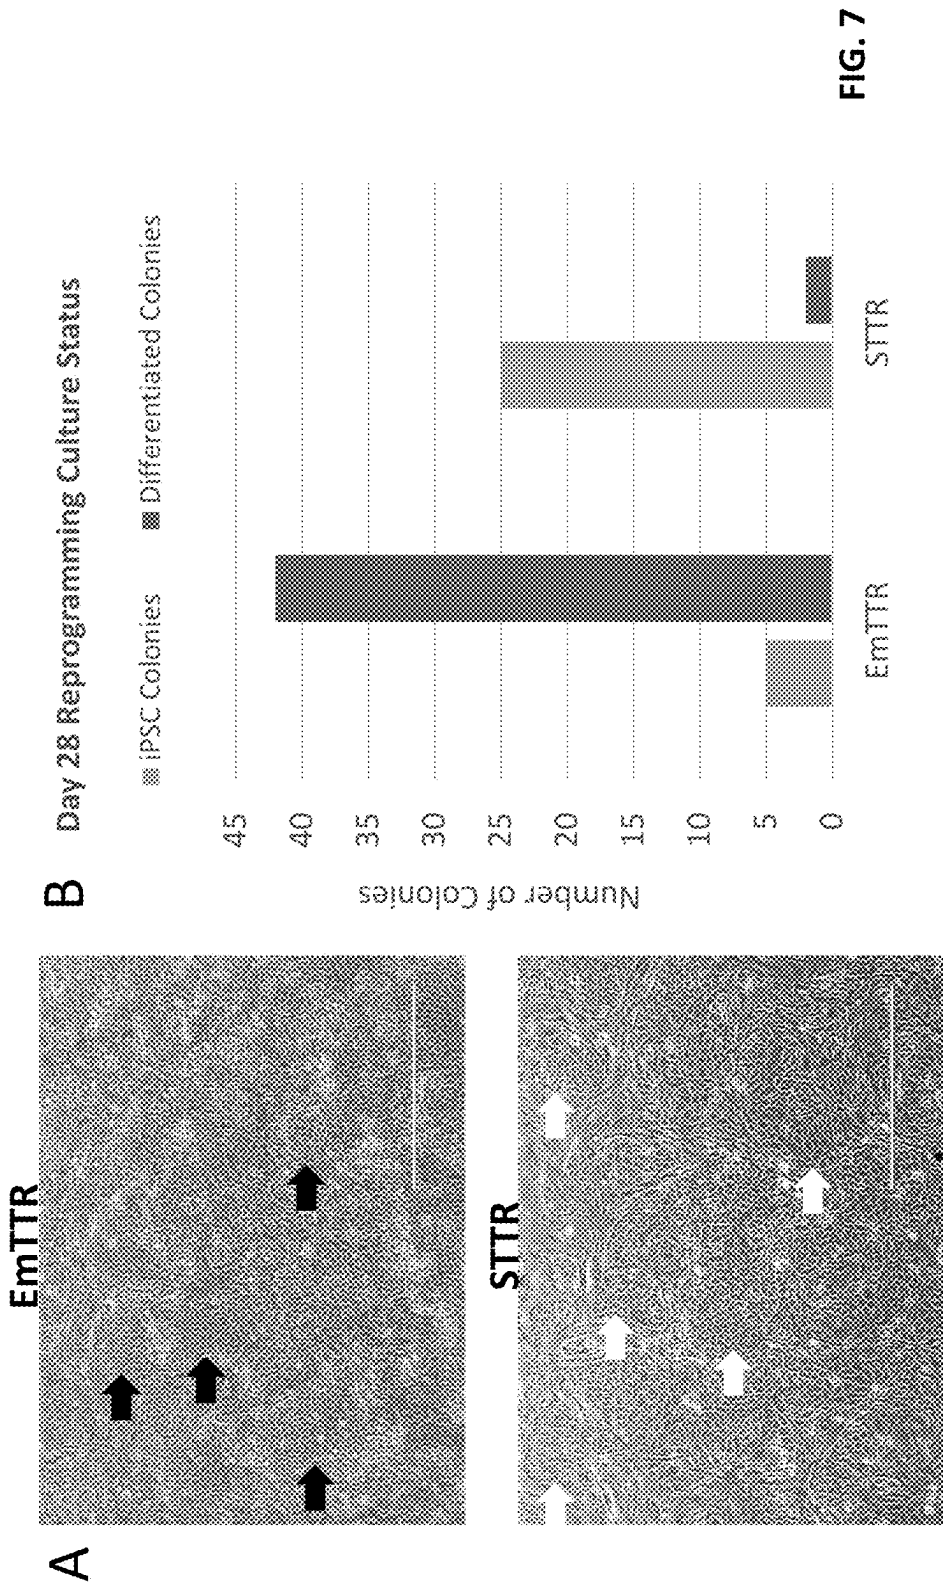 A
EmTTR
STTR
B
Day 28 Reprogramming Culture Status
iPSC Colonies
Differentiated Colonies
Number of Colonies
45
40
35
30
25
20
15
10
5
0
EmTTR
STTR
FIG. 7